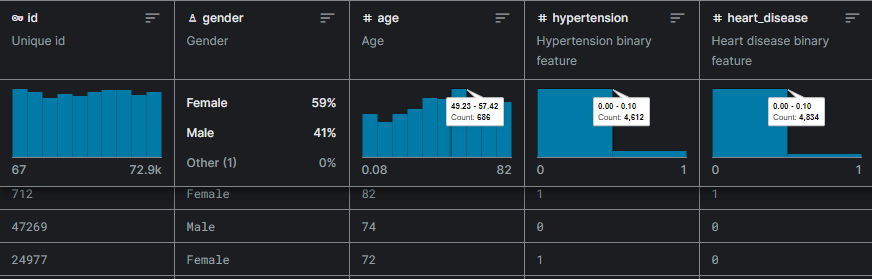 id
Unique id
gender
Gender
# age
Age
# hypertension
Hypertension binary
feature
# heart_disease
Heart disease binary
feature
67 72.9k
Female 59%
Male 41%
Other (1) 0%
49.23 - 57.42
Count: 686
0.08 82
0.00 - 0.10
Count: 4,612
0 1
0.00 - 0.10
Count: 4,834
0 1
712 Female 82 1 1
47269 Male 74 0 0
24977 Female 72 1 0